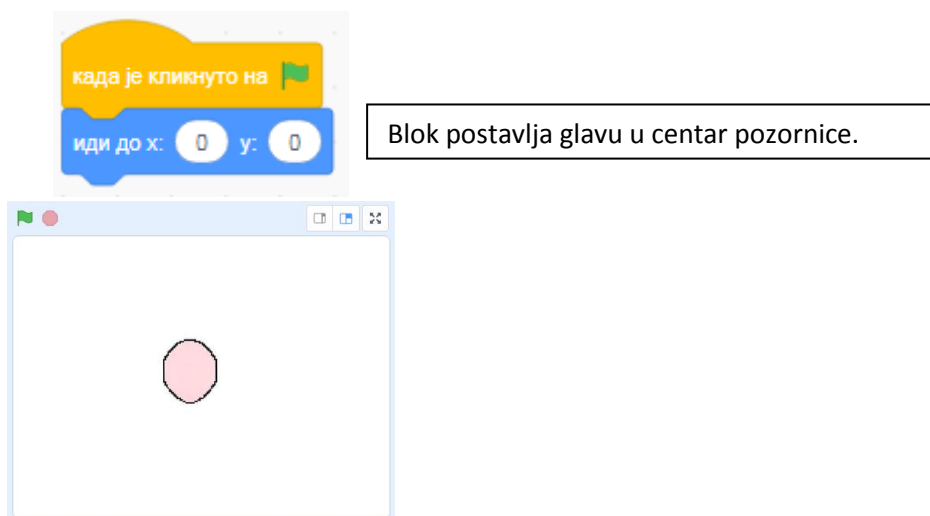 када је кликнуто на
иди до x: 0 y: 0
Blok postavlja glavu u centar pozornice.